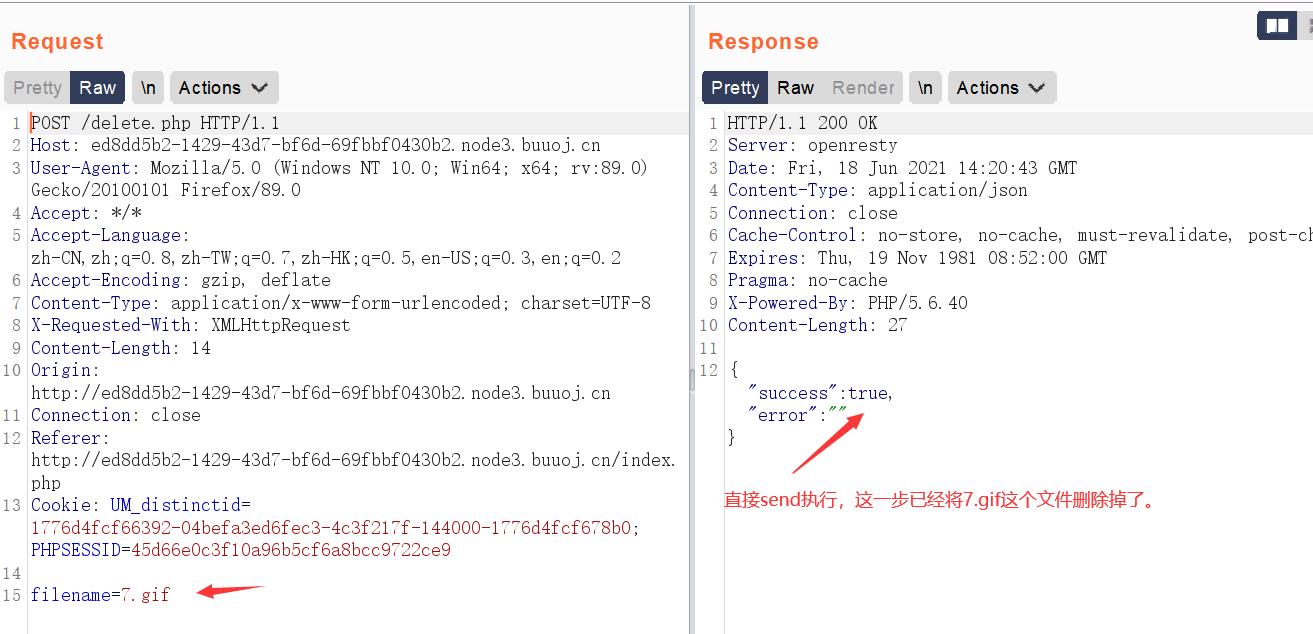 Request
Response
Pretty Raw \n Actions
Pretty Raw Render \n Actions
1 POST /delete.php HTTP/1.1
2 Host: ed8dd5b2-1429-43d7-bf6d-69fbbf0430b2.node3.buuoj.cn
3 User-Agent: Mozilla/5.0 (Windows NT 10.0; Win64; x64; rv:89.0)
Gecko/20100101 Firefox/89.0
4 Accept: */*
5 Accept-Language:
zh-CN,zh;q=0.8,zh-TW;q=0.7,zh-HK;q=0.5,en-US;q=0.3,en;q=0.2
6 Accept-Encoding: gzip, deflate
7 Content-Type: application/x-www-form-urlencoded; charset=UTF-8
8 X-Requested-With: XMLHttpRequest
9 Content-Length: 14
10 Origin:
http://ed8dd5b2-1429-43d7-bf6d-69fbbf0430b2.node3.buuoj.cn
11 Connection: close
12 Referer:
http://ed8dd5b2-1429-43d7-bf6d-69fbbf0430b2.node3.buuoj.cn/index.
php
13 Cookie: UM_distinctid=
1776d4fcf66392-04befa3ed6fec3-4c3f217f-144000-1776d4fcf678b0;
PHPSESSID=45d66e0c3f10a96b5cf6a8bcc9722ce9
14
15 filename=7.gif
1 HTTP/1.1 200 OK
2 Server: openresty
3 Date: Fri, 18 Jun 2021 14:20:43 GMT
4 Content-Type: application/json
5 Connection: close
6 Cache-Control: no-store, no-cache, must-revalidate, post-ch
7 Expires: Thu, 19 Nov 1981 08:52:00 GMT
8 Pragma: no-cache
9 X-Powered-By: PHP/5.6.40
10 Content-Length: 27
11
12 {
"success":true,
"error":""
}
直接send执行，这一步已经将7.gif这个文件删除掉了。